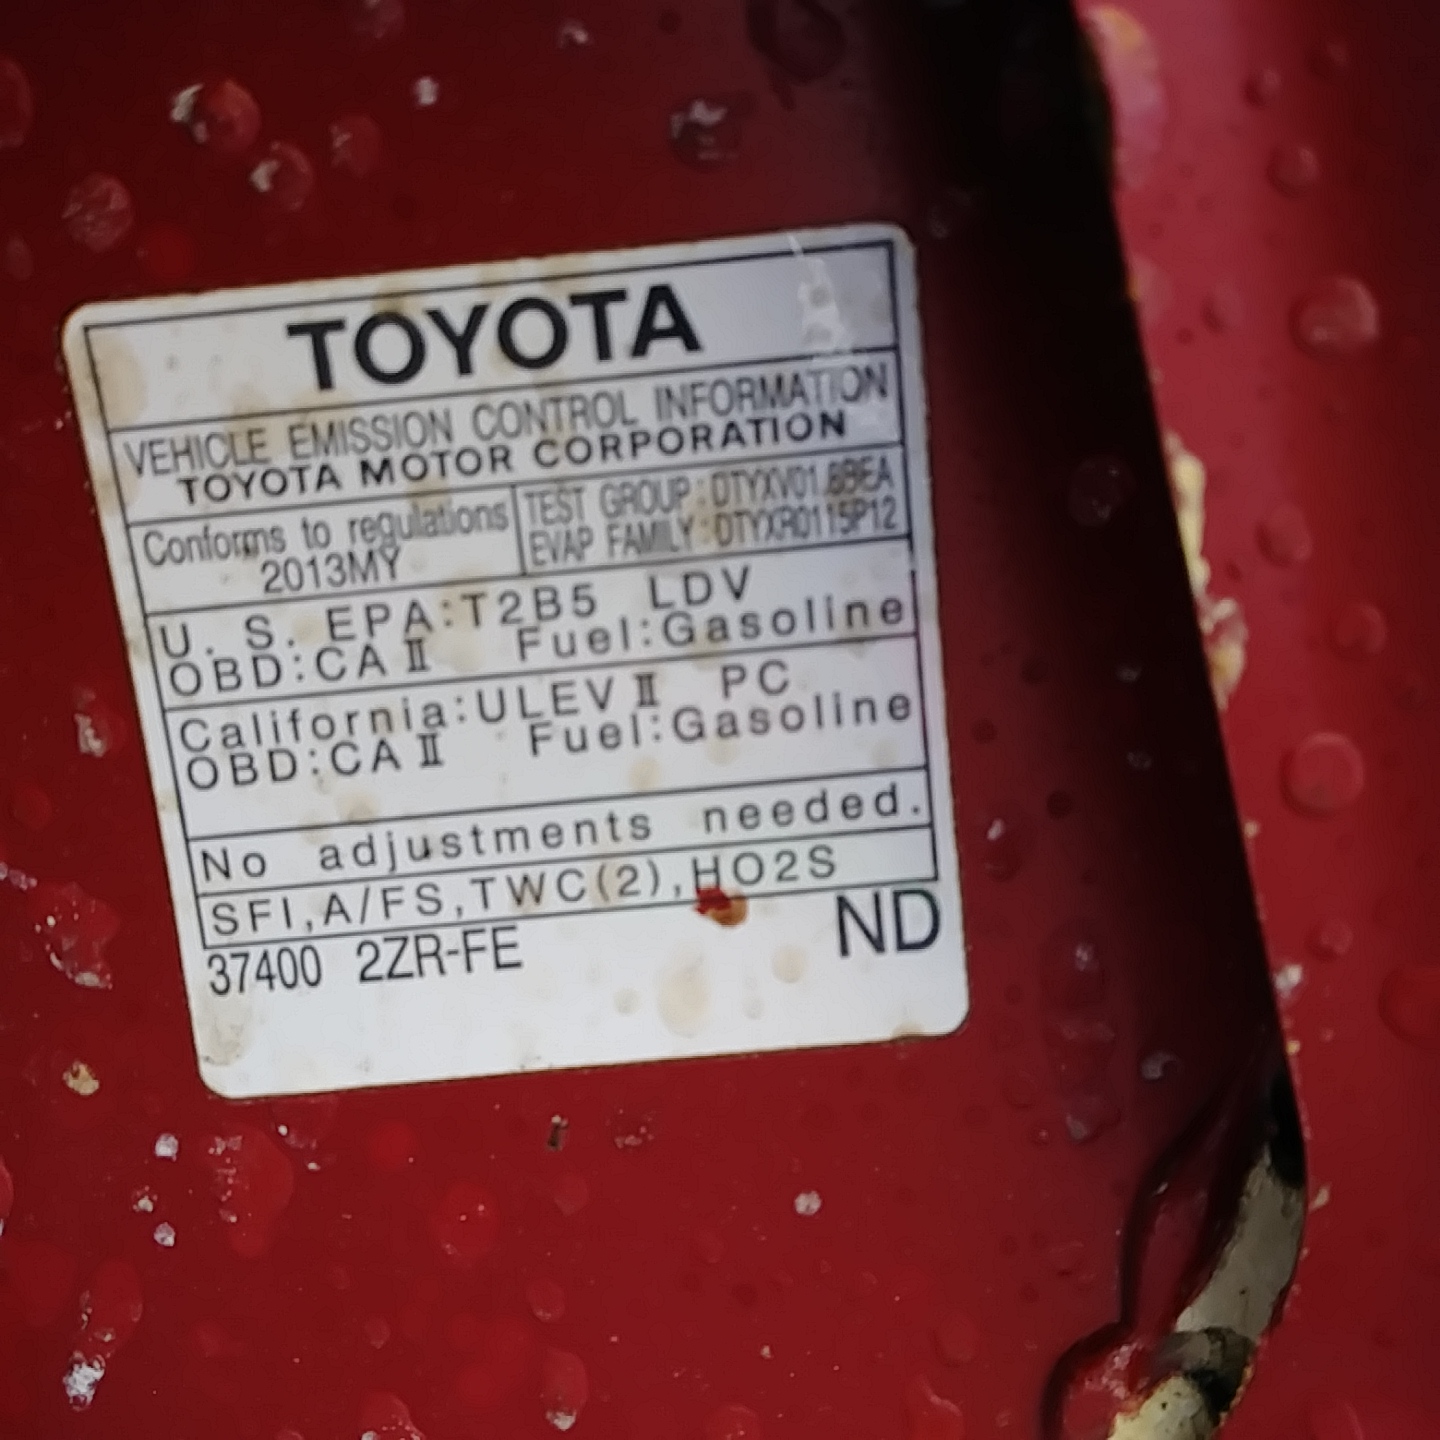 TOYOTA
VEHICLE EMISSION CONTROL INFORMATION
TOYOTA MOTOR CORPORATION
Conforms to regulations
2013MY
TEST GROUP : DTYXV01.8BEA
EVAP FAMILY : DTYXR0115P12
U. S. EPA:T2B5 LDV
OBD:CAⅡ Fuel:Gasoline
California:ULEVⅡ PC
OBD:CAⅡ Fuel:Gasoline
No adjustments needed.
SFI,A/FS,TWC(2),HO2S
37400 2ZR-FE ND